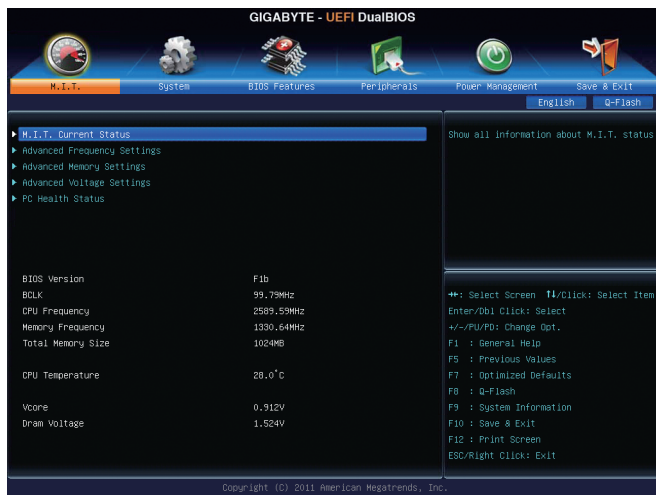 GIGABYTE - UEFI DualBIOS
M.I.T.
System
BIOS Features
Peripherals
Power Management
Save & Exit
English
Q-Flash
M.I.T. Current Status
Advanced Frequency Settings
Advanced Memory Settings
Advanced Voltage Settings
PC Health Status
Show all information about M.I.T. status
BIOS Version F1b
BCLK 99.79MHz
CPU Frequency 2589.59MHz
Memory Frequency 1330.64MHz
Total Memory Size 1024MB
CPU Temperature 28.0°C
Vcore 0.912V
Dram Voltage 1.524V
→←: Select Screen ↑↓/Click: Select Item
Enter/Dbl Click: Select
+/-/PU/PD: Change Opt.
F1 : General Help
F5 : Previous Values
F7 : Optimized Defaults
F8 : Q-Flash
F9 : System Information
F10 : Save & Exit
F12 : Print Screen
ESC/Right Click: Exit
Copyright (C) 2011 American Megatrends, Inc.